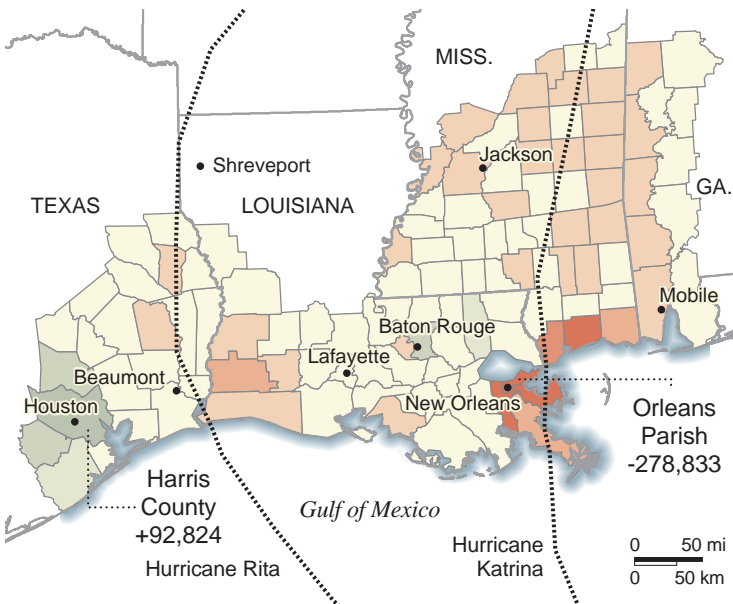 MISS.
Jackson
Shreveport
TEXAS
LOUISIANA
GA.
Mobile
Baton Rouge
Lafayette
Beaumont
Houston
New Orleans
Orleans
Parish
-278,833
Harris
County
+92,824
Gulf of Mexico
Hurricane Rita
Hurricane
Katrina
0 50 mi
0 50 km